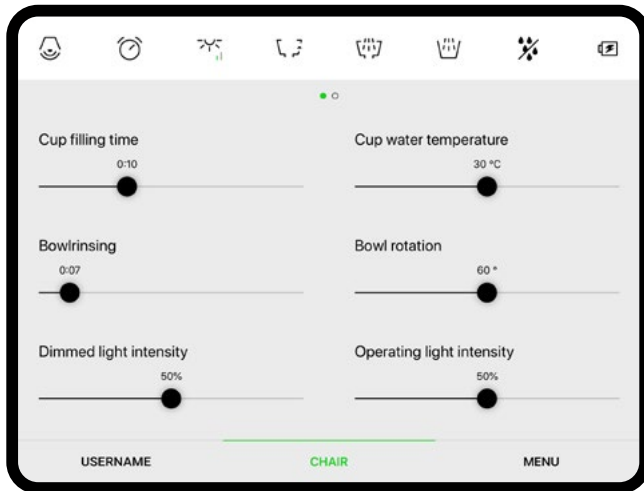 Cup filling time
0:10
Cup water temperature
30 °C
Bowlrinsing
0:07
Bowl rotation
60 °
Dimmed light intensity
50%
Operating light intensity
50%
USERNAME
CHAIR
MENU